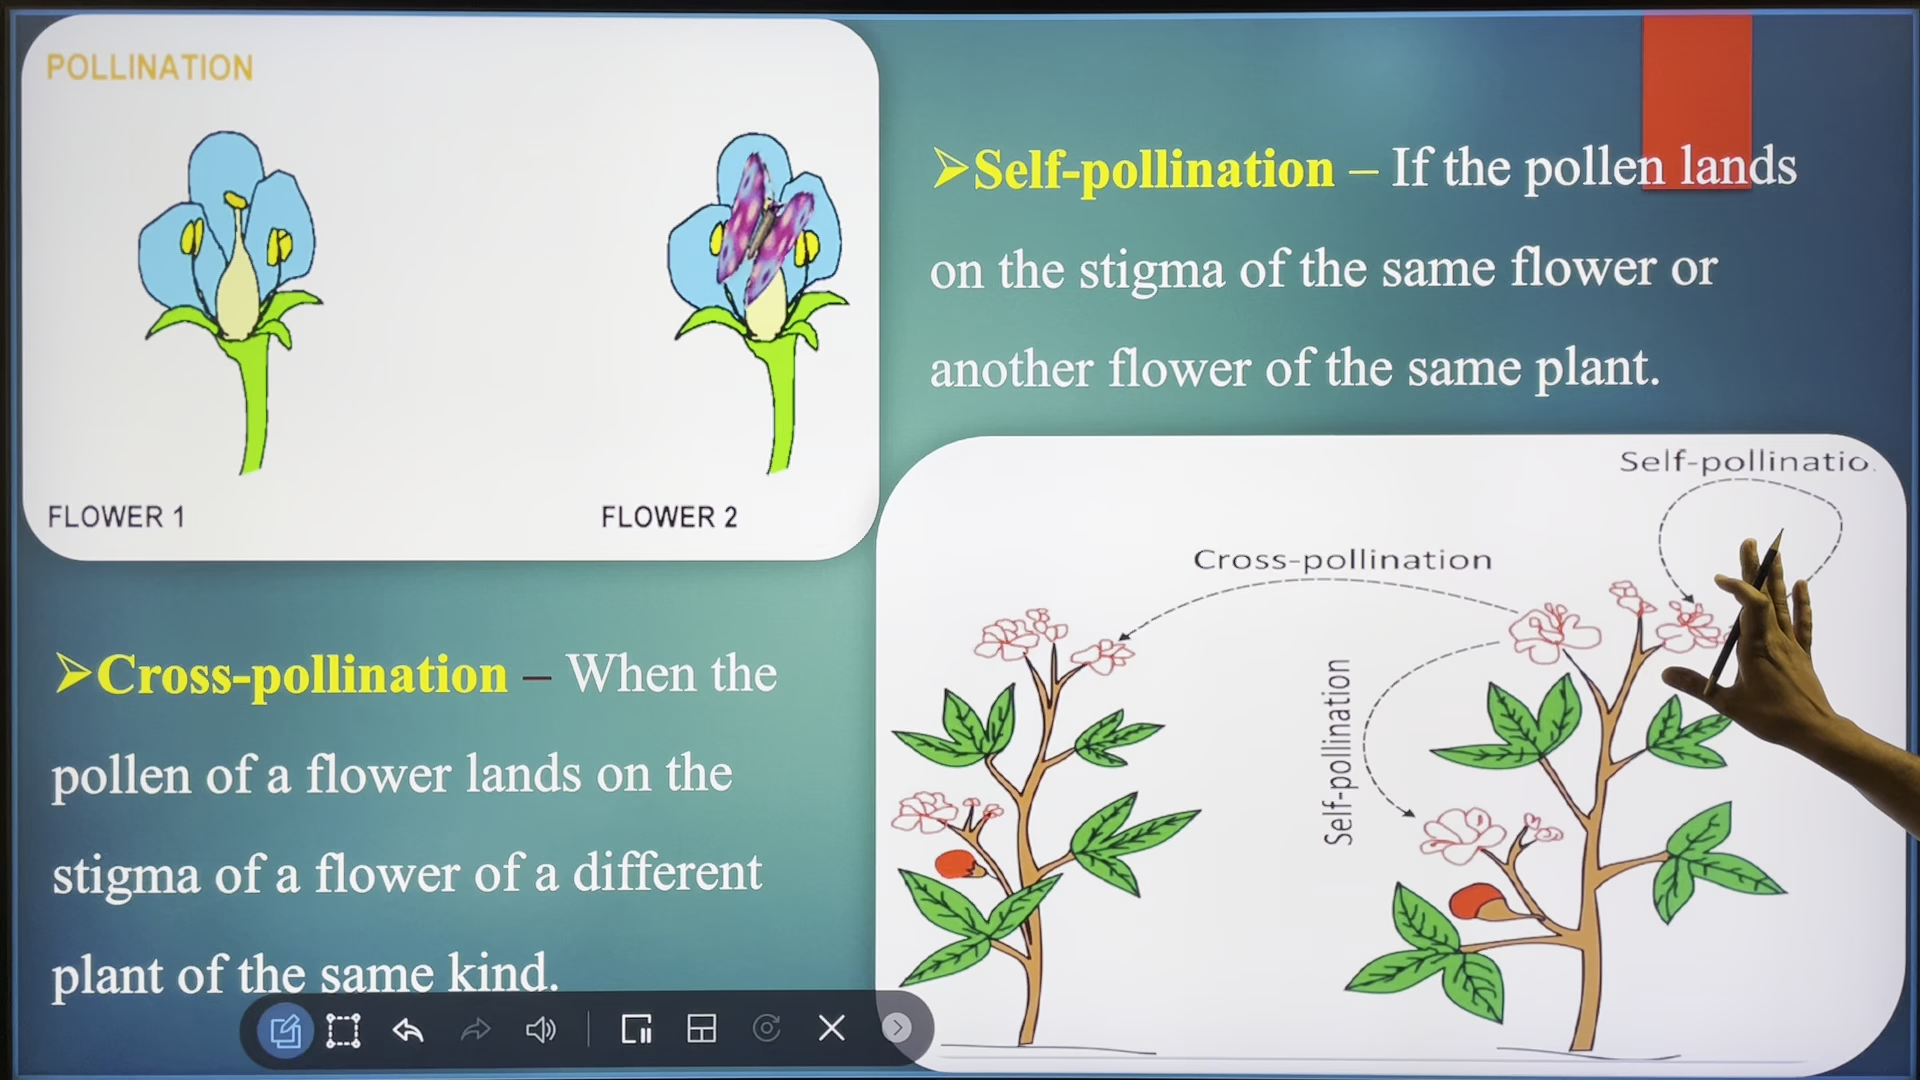 POLLINATION
FLOWER 1
FLOWER 2
➢Self-pollination – If the pollen lands
on the stigma of the same flower or
another flower of the same plant.
➢Cross-pollination – When the
pollen of a flower lands on the
stigma of a flower of a different
plant of the same kind.
Self-pollinatio
Cross-pollination
Self-pollination